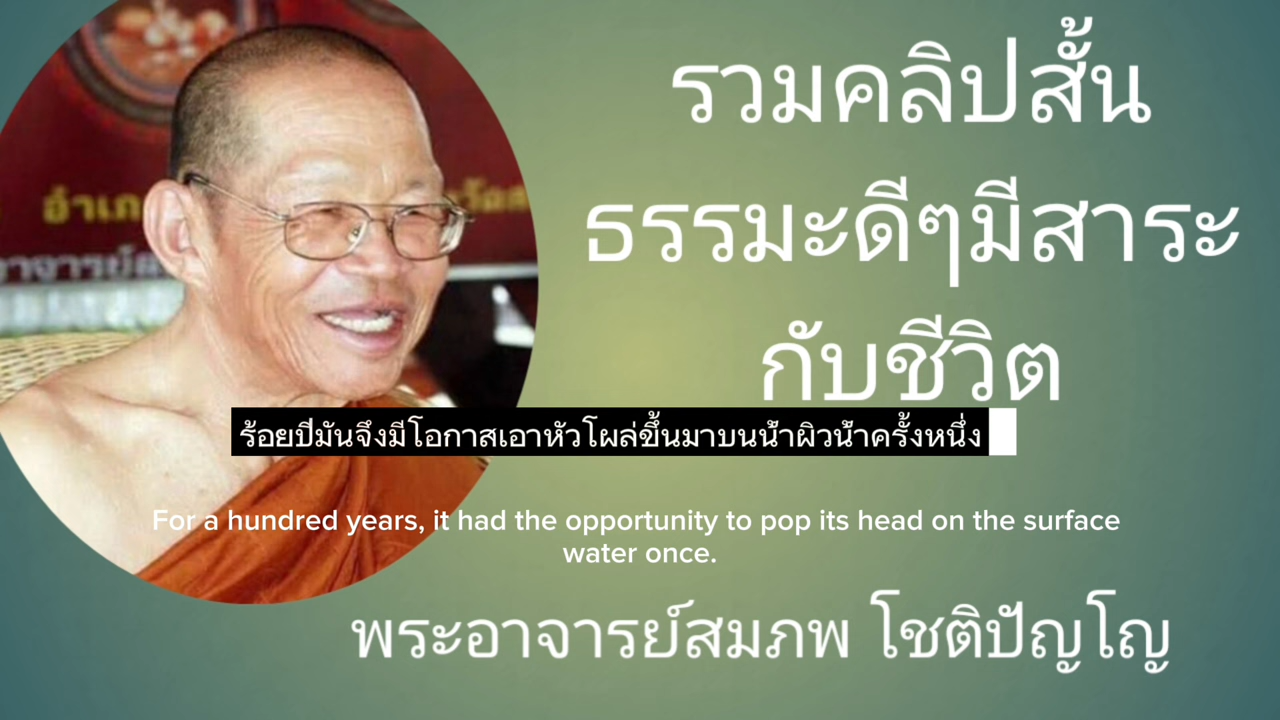 รวมคลิปสั้น
ธรรมะดีๆมีสาระ
กับชีวิต
อำเภ
ร้อยปีมันจึงมีโอกาสเอาหัวโผล่ขึ้นมาบนน้ำผิวน้ำครั้งหนึ่ง
For a hundred years, it had the opportunity to pop its head on the surface
water once.
พระอาจารย์สมภพ โชติปัญโญ